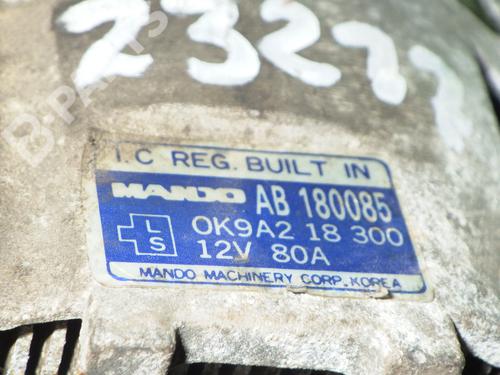 23277
B-PARTS
I.C REG. BUILT IN
MANDO AB 180085
L
S
0K9A2 18 300
12V 80A
MANDO MACHINERY CORP. KOREA